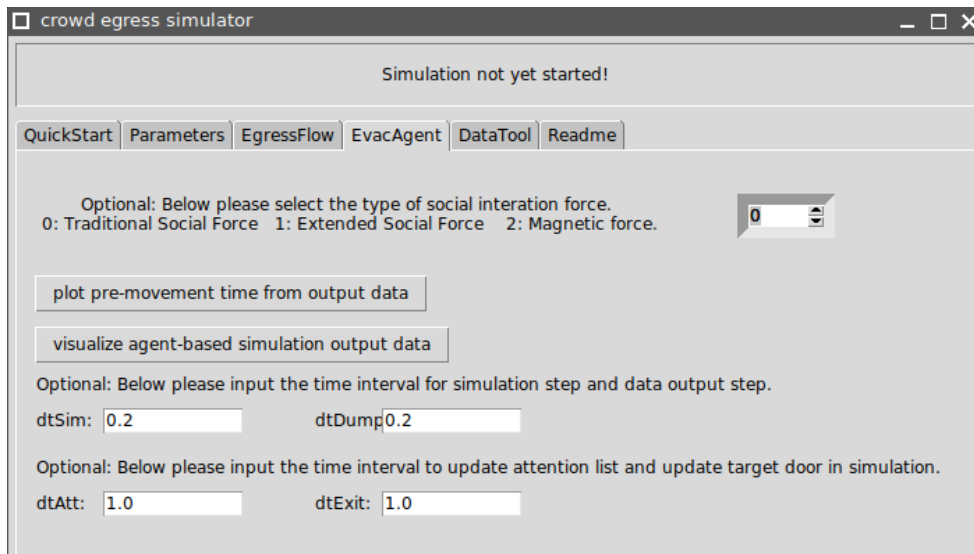 crowd egress simulator
Simulation not yet started!
QuickStart Parameters EgressFlow EvacAgent DataTool Readme
Optional: Below please select the type of social interation force.
0: Traditional Social Force 1: Extended Social Force 2: Magnetic force.
0
plot pre-movement time from output data
visualize agent-based simulation output data
Optional: Below please input the time interval for simulation step and data output step.
dtSim: 0.2 dtDump 0.2
Optional: Below please input the time interval to update attention list and update target door in simulation.
dtAtt: 1.0 dtExit: 1.0